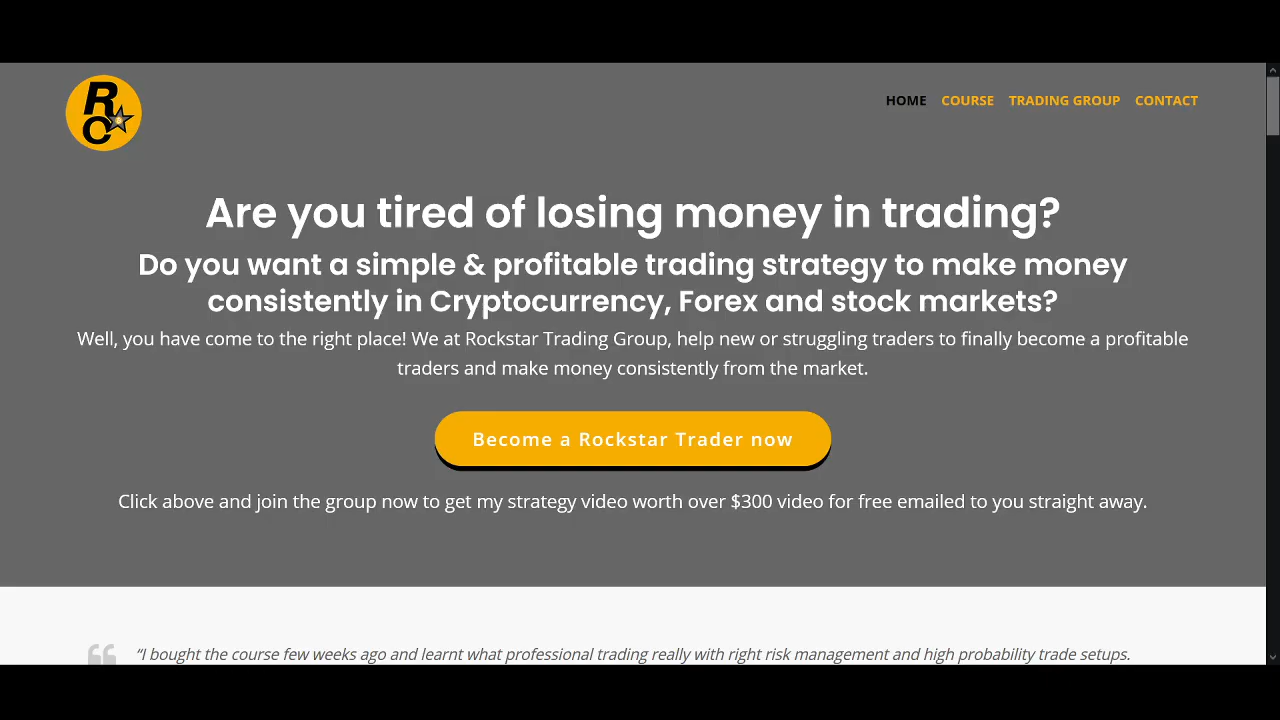 R
C
HOME COURSE TRADING GROUP CONTACT
Are you tired of losing money in trading?
Do you want a simple & profitable trading strategy to make money
consistently in Cryptocurrency, Forex and stock markets?
Well, you have come to the right place! We at Rockstar Trading Group, help new or struggling traders to finally become a profitable
traders and make money consistently from the market.
Become a Rockstar Trader now
Click above and join the group now to get my strategy video worth over $300 video for free emailed to you straight away.
“I bought the course few weeks ago and learnt what professional trading really with right risk management and high probability trade setups.